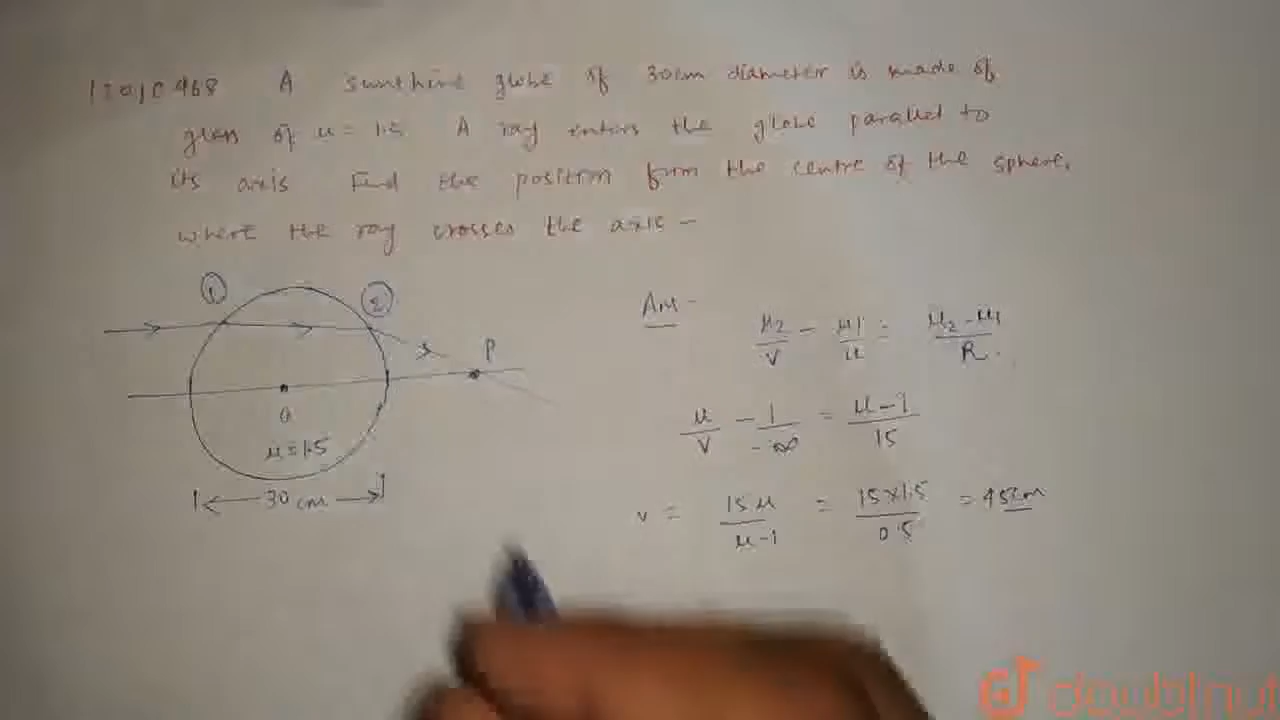 12010468 A sunshine globe of 30cm diameter is made of
glass of μ = 1.5 A ray enters the globe parallel to
its axis Find the position from the centre of the sphere,
where the ray crosses the axis -
① ②
P
O
μ = 1.5
30 cm
Ans -
μ2/v - μ1/u = μ2 - μ1/R.
μ/v - 1/-∞ = μ-1/15
v = 15μ/μ-1 = 15×1.5/0.5 = 45cm
doubtnut